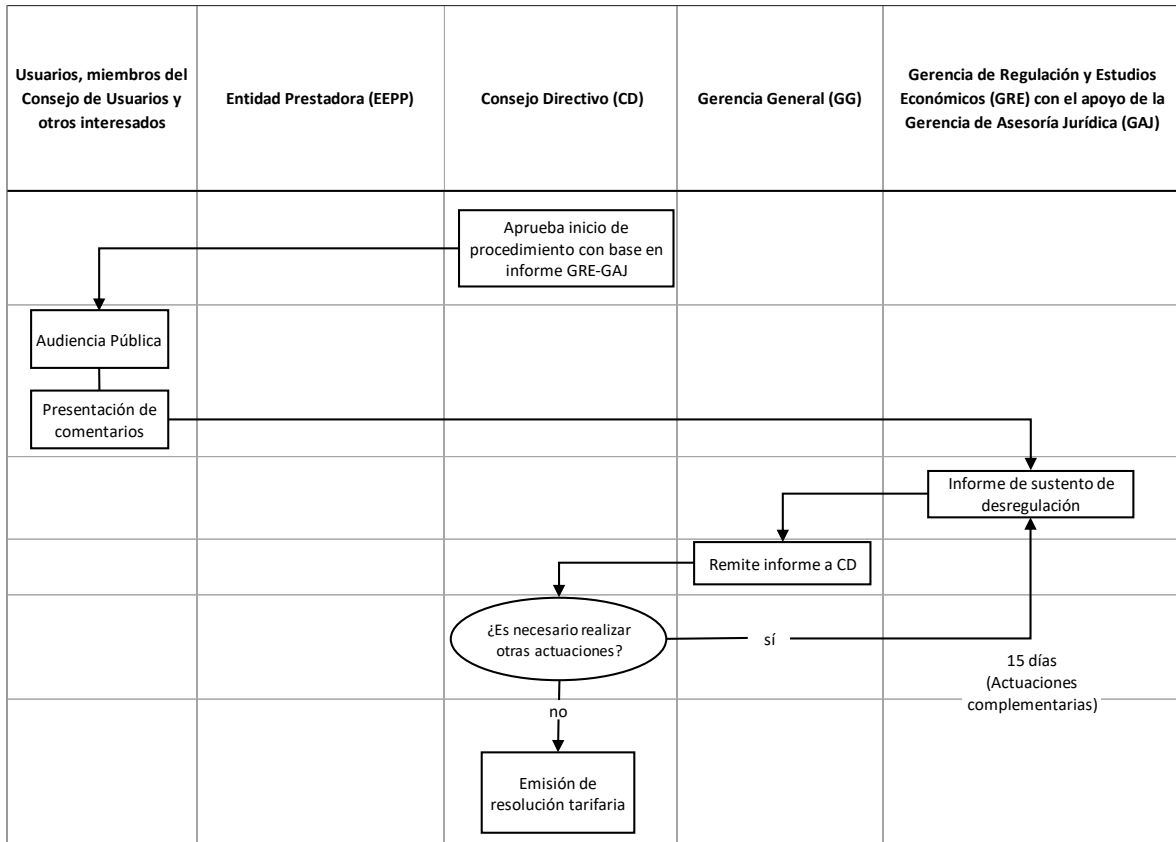 Usuarios, miembros del
Consejo de Usuarios y
otros interesados
Entidad Prestadora (EEPP)
Consejo Directivo (CD)
Gerencia General (GG)
Gerencia de Regulación y Estudios
Económicos (GRE) con el apoyo de la
Gerencia de Asesoría Jurídica (GAJ)
Aprueba inicio de
procedimiento con base en
informe GRE-GAJ
Audiencia Pública
Presentación de
comentarios
Informe de sustento de
desregulación
Remite informe a CD
¿Es necesario realizar
otras actuaciones?
sí
15 días
(Actuaciones
complementarias)
no
Emisión de
resolución tarifaria